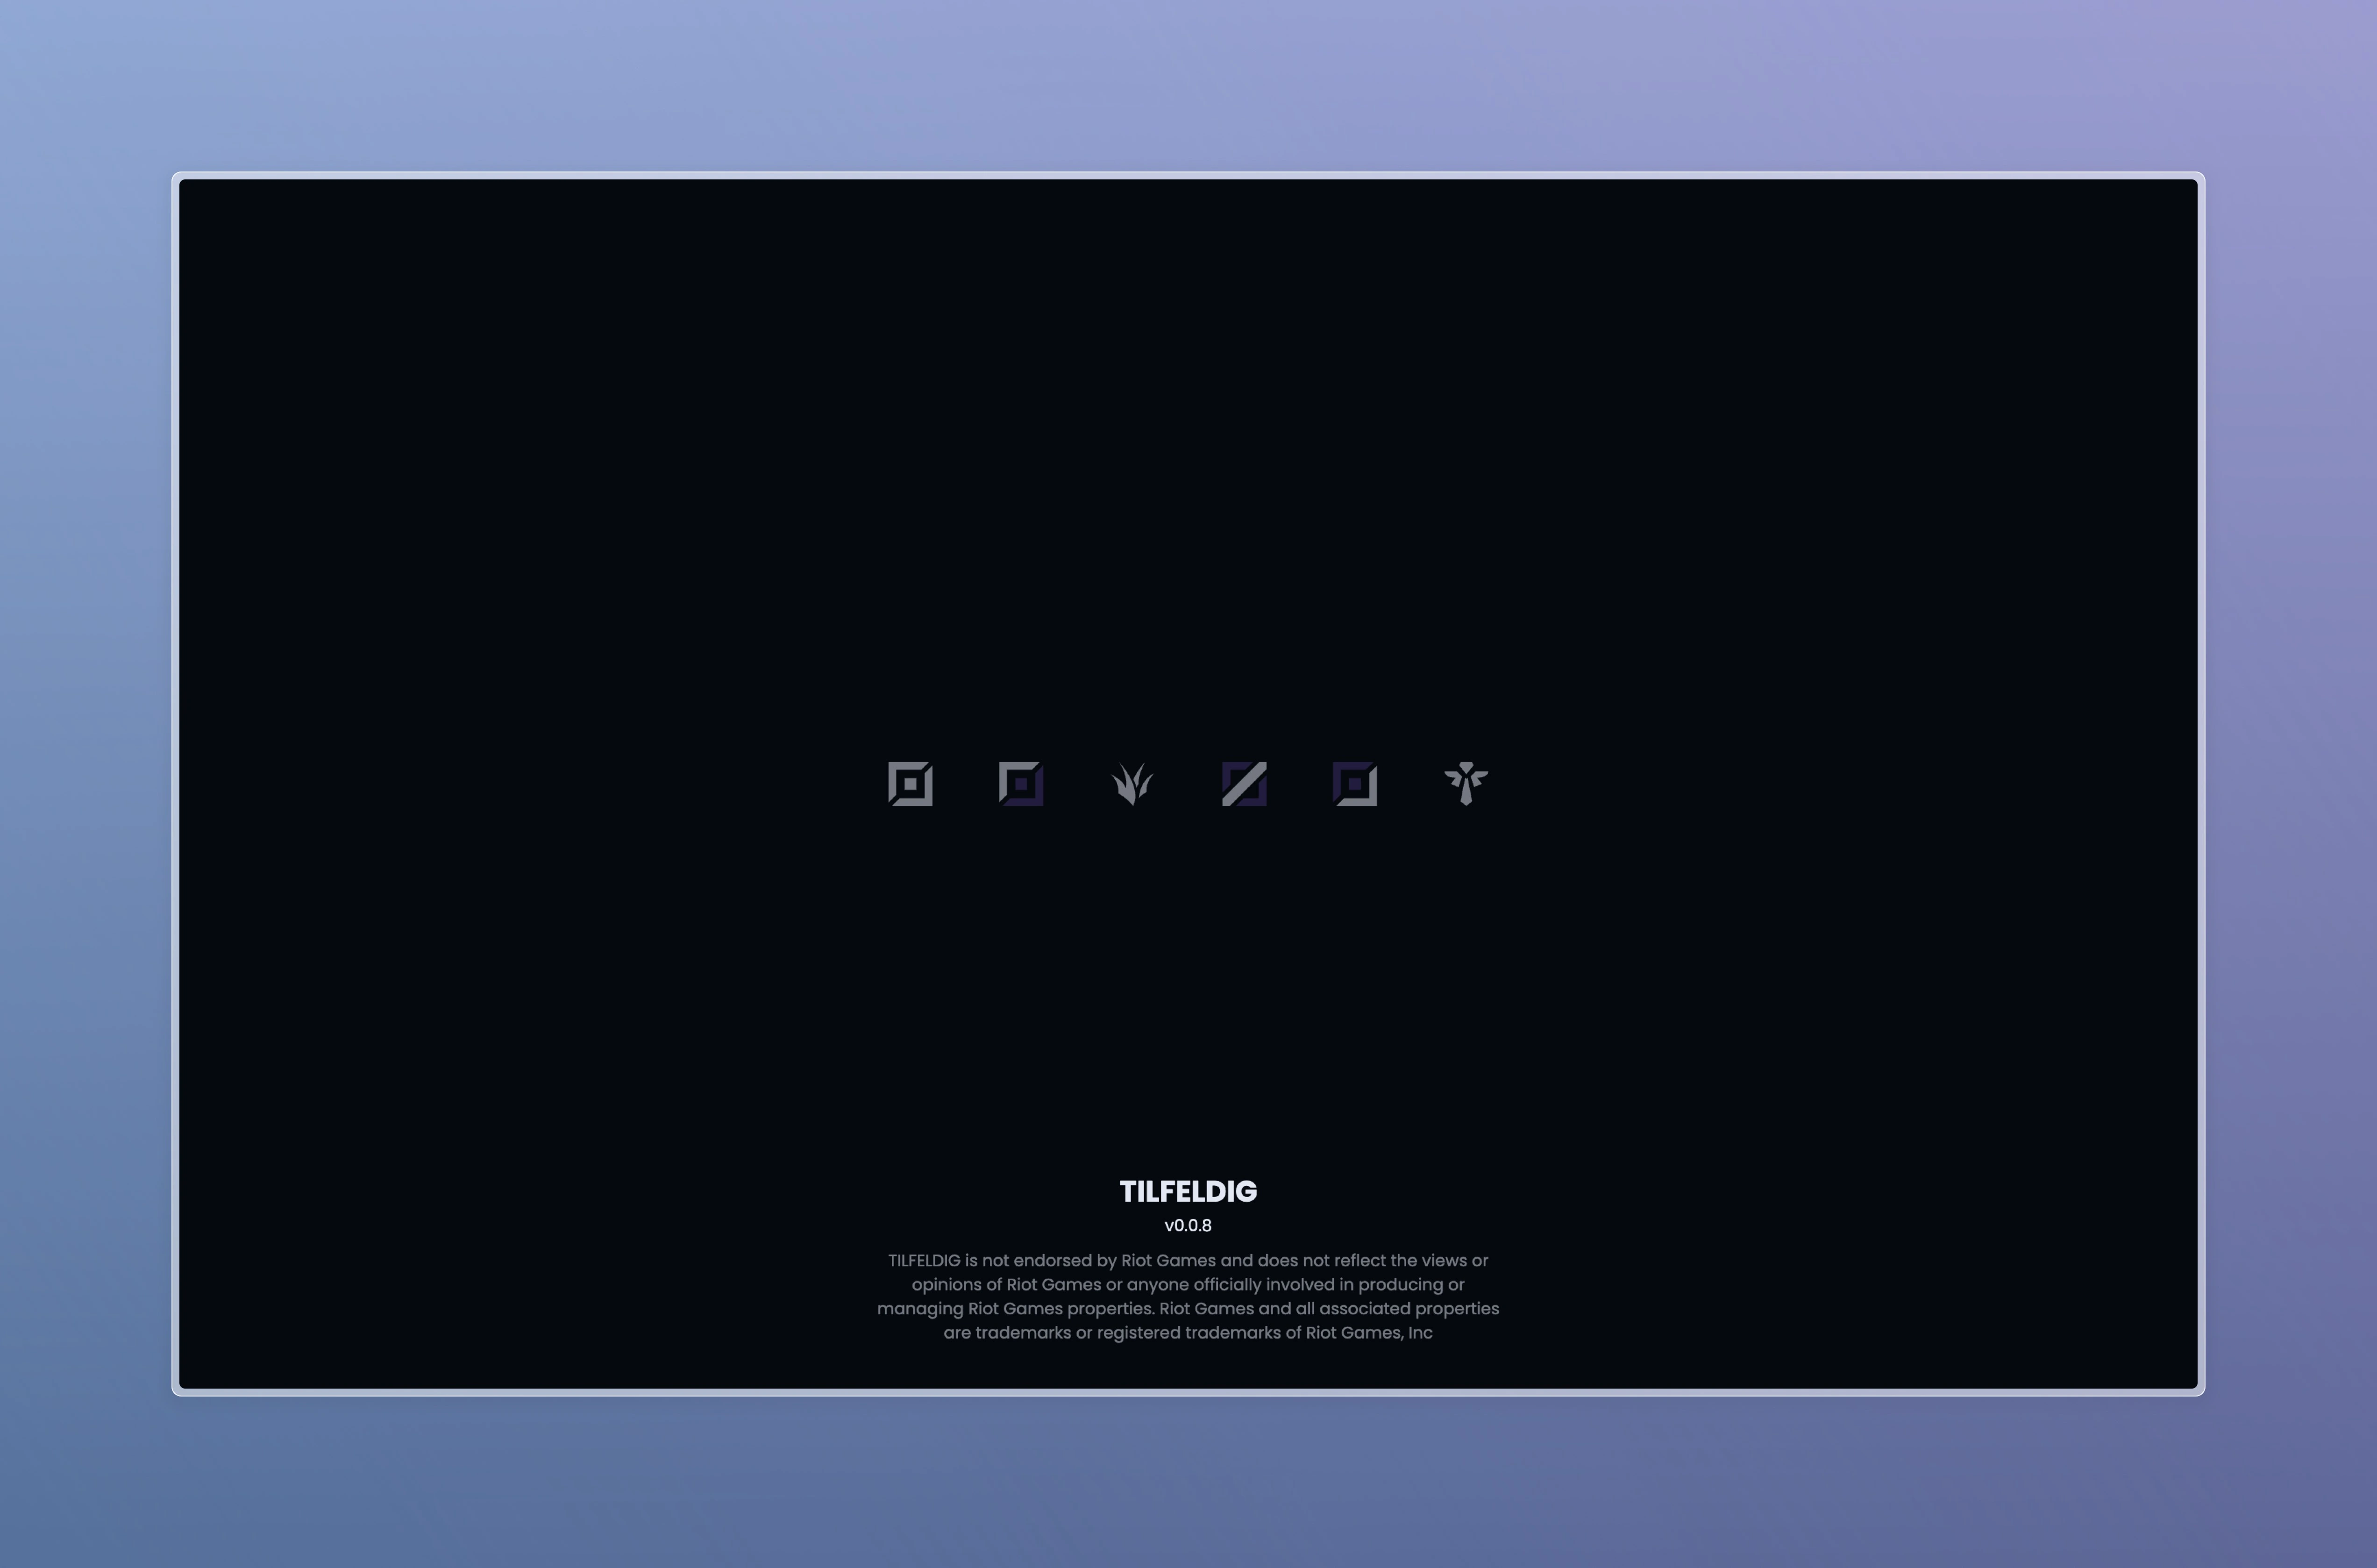 TILFELDIG
v0.0.8
TILFELDIG is not endorsed by Riot Games and does not reflect the views or
opinions of Riot Games or anyone officially involved in producing or
managing Riot Games properties. Riot Games and all associated properties
are trademarks or registered trademarks of Riot Games, Inc